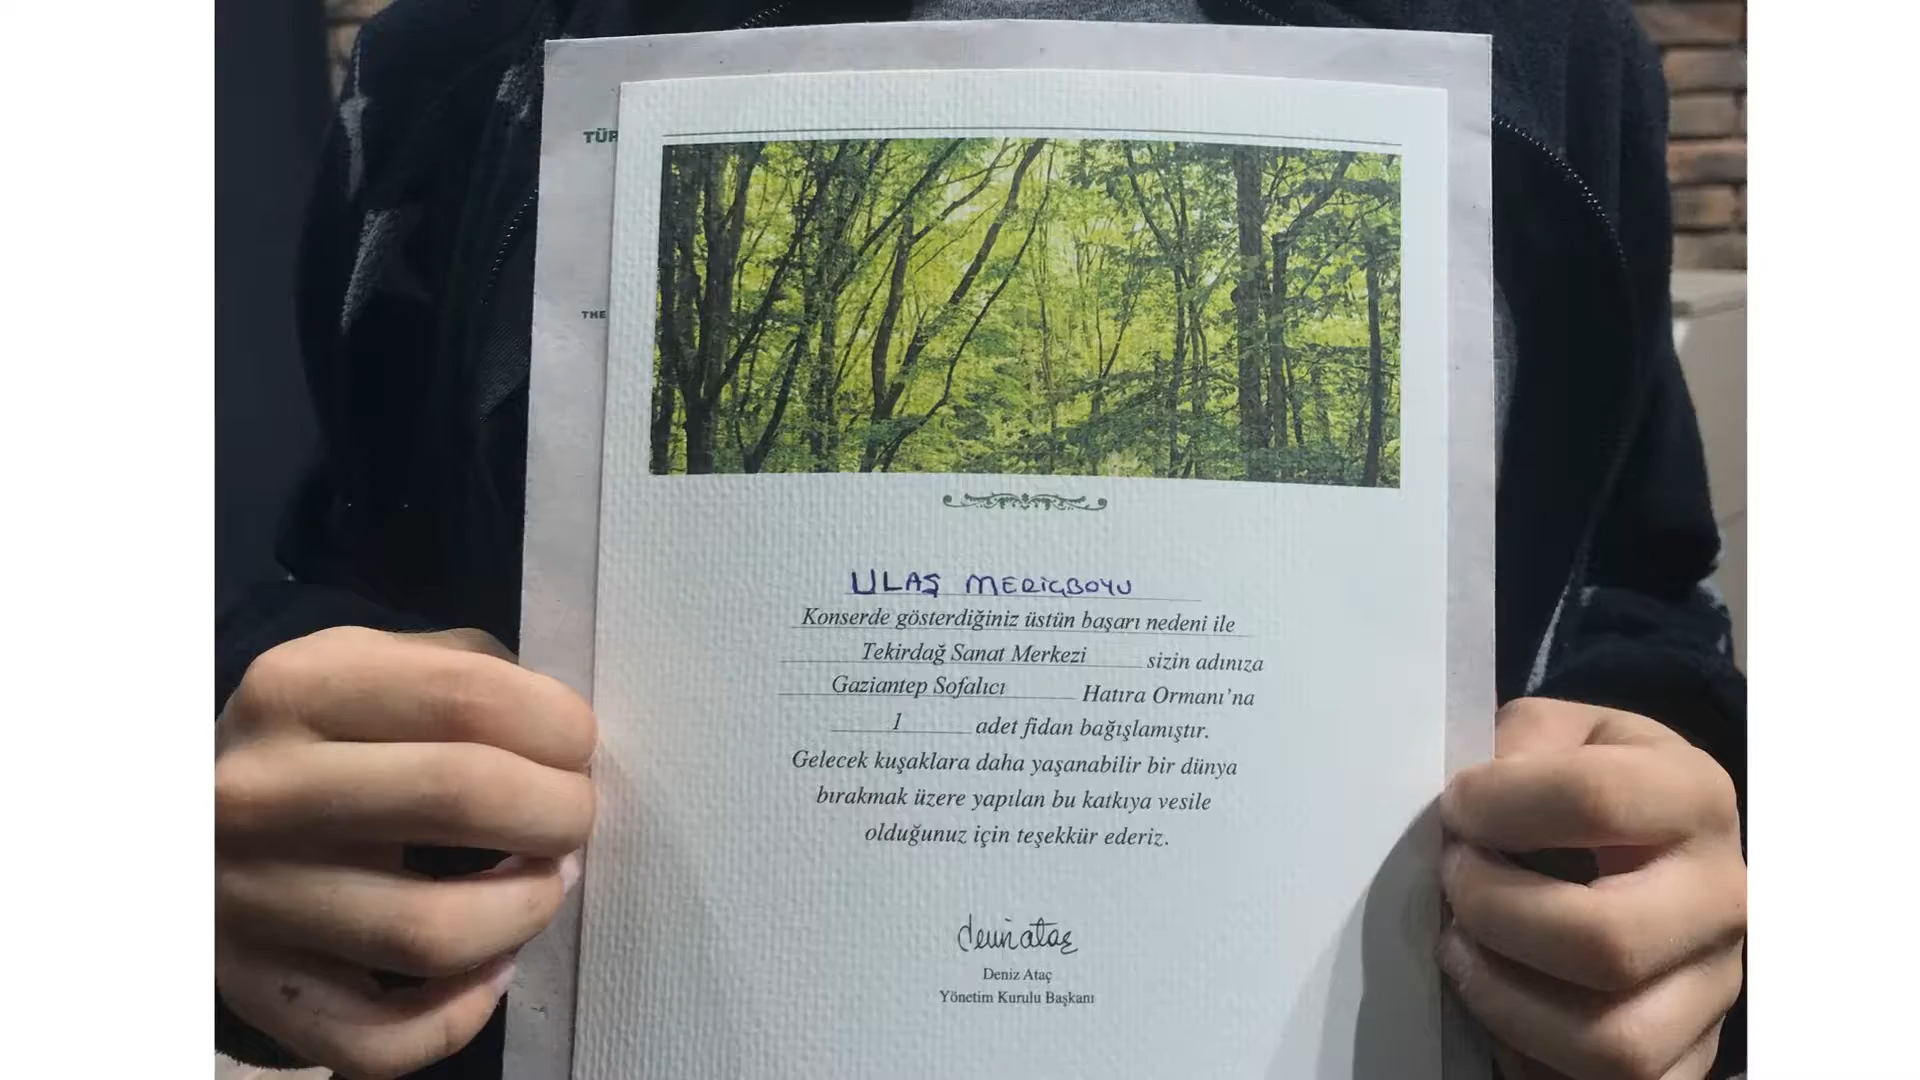 TÜR
THE
ULAŞ MERİÇBOYU
Konserde gösterdiğiniz üstün başarı nedeni ile
Tekirdağ Sanat Merkezi sizin adınıza
Gaziantep Sofalıcı Hatıra Ormanı'na
1 adet fidan bağışlamıştır.
Gelecek kuşaklara daha yaşanabilir bir dünya
bırakmak üzere yapılan bu katkıya vesile
olduğunuz için teşekkür ederiz.
deniz ataç
Deniz Ataç
Yönetim Kurulu Başkanı